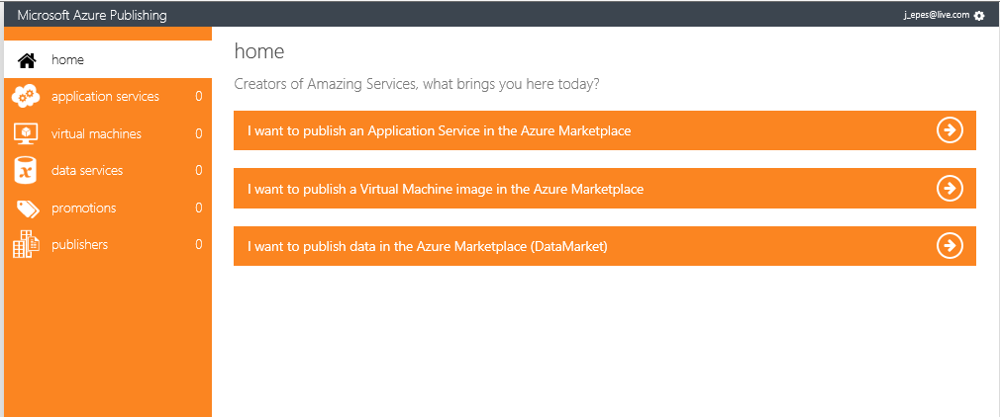 Microsoft Azure Publishing
j_epes@live.com
home
application services 0
virtual machines 0
data services 0
promotions 0
publishers 0
home
Creators of Amazing Services, what brings you here today?
I want to publish an Application Service in the Azure Marketplace
I want to publish a Virtual Machine image in the Azure Marketplace
I want to publish data in the Azure Marketplace (DataMarket)